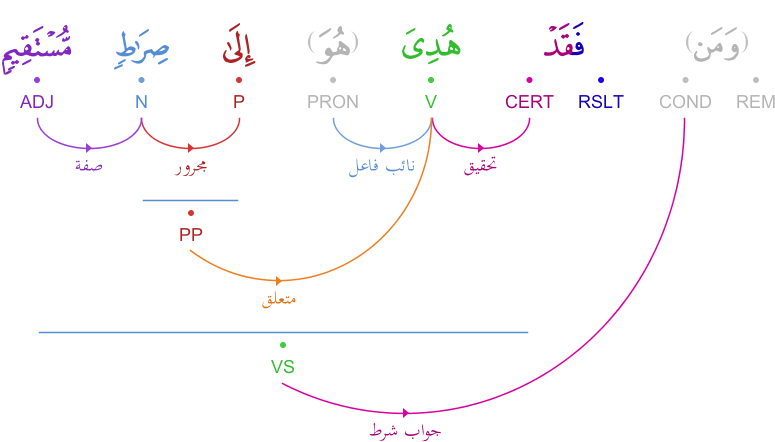 (وَمَن) فَقَدْ هُدِىَ (هُوَ) إِلَىٰ صِرَٰطٍ مُّسْتَقِيمٍ
REM COND RSLT CERT V PRON P N ADJ
تحقيق نائب فاعل مجرور صفة
PP
متعلق
VS
جواب شرط